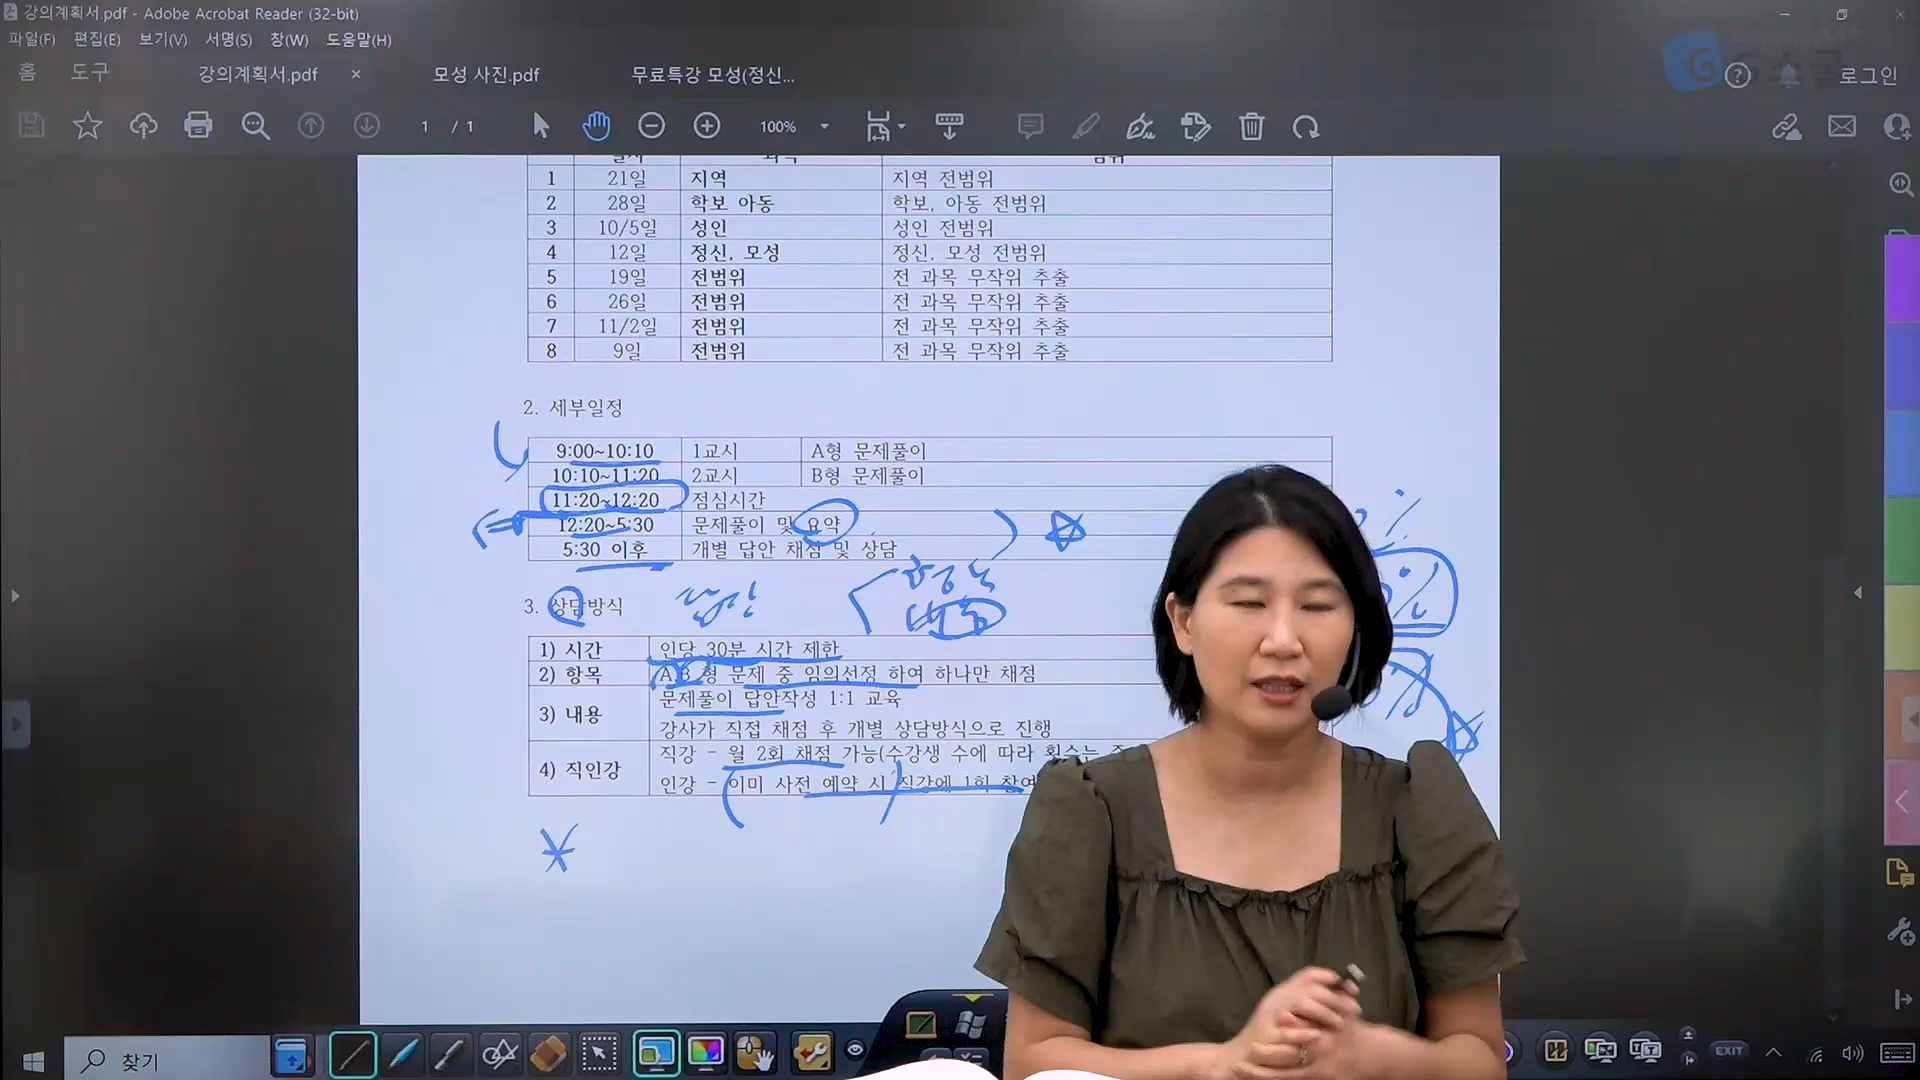 강의계획서.pdf - Adobe Acrobat Reader (32-bit)
파일(F) 편집(E) 보기(V) 서명(S) 창(W) 도움말(H)
홈 도구 강의계획서.pdf × 모성 사진.pdf 무료특강 모성(정신... 로그인
1 / 1 100%
1 21일 지역 지역 전범위
2 28일 학보 아동 학보, 아동 전범위
3 10/5일 성인 성인 전범위
4 12일 정신, 모성 정신, 모성 전범위
5 19일 전범위 전 과목 무작위 추출
6 26일 전범위 전 과목 무작위 추출
7 11/2일 전범위 전 과목 무작위 추출
8 9일 전범위 전 과목 무작위 추출
2. 세부일정
9:00~10:10 1교시 A형 문제풀이
10:10~11:20 2교시 B형 문제풀이
11:20~12:20 점심시간
12:20~5:30 문제풀이 및 요약
5:30 이후 개별 답안 채점 및 상담
3. 상담방식
답안
1) 시간 인당 30분 시간 제한
2) 항목 A,B 형 문제 중 임의선정 하여 하나만 채점
3) 내용 문제풀이 답안작성 1:1 교육
강사가 직접 채점 후 개별 상담방식으로 진행
4) 직인강 직강 - 월 2회 채점 가능(수강생 수에 따라 횟수는
인강 - 이미 사전 예약 시 직강에 1회 참여
찾기
EXIT